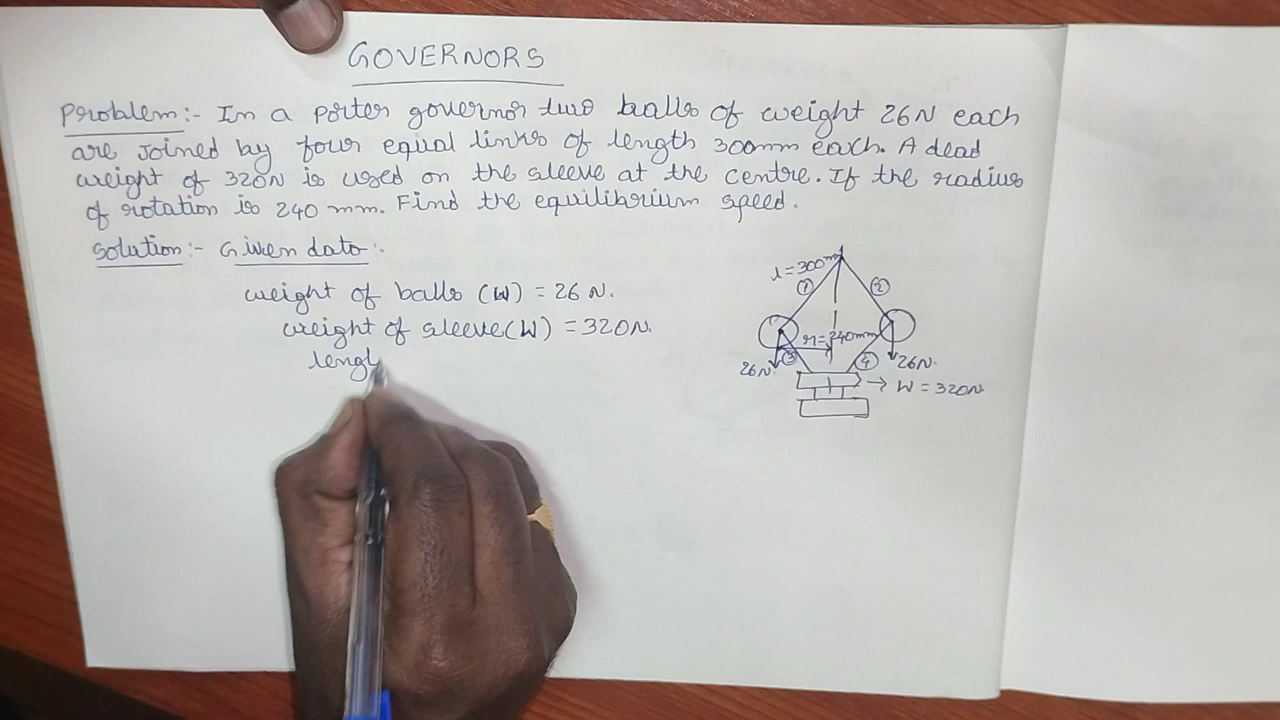 GOVERNORS
Problem:- In a porter governor two balls of weight 26N each
are joined by four equal links of length 300mm each. A dead
weight of 320N is used on the sleeve at the centre. If the radius
of rotation is 240 mm. Find the equilibrium speed.
Solution:- Given data:-
weight of balls (W) = 26 N.
weight of sleeve(W) = 320N.
lengt
l=300mm
① ②
r=240mm
③ ④
26N. 26N.
→ W = 320N